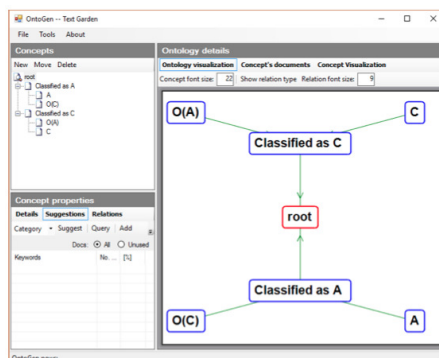 OntoGen -- Text Garden
File Tools About
Concepts
New Move Delete
root
Classified as A
A
O(C)
Classified as C
O(A)
C
Concept properties
Details Suggestions Relations
Category Suggest Query Add
Docs: All Unused
Keywords No. ... [%]
Ontology details
Ontology visualization Concept's documents Concept Visualization
Concept font size: 22 Show relation type Relation font size: 9
O(A) C
Classified as C
root
Classified as A
O(C) A